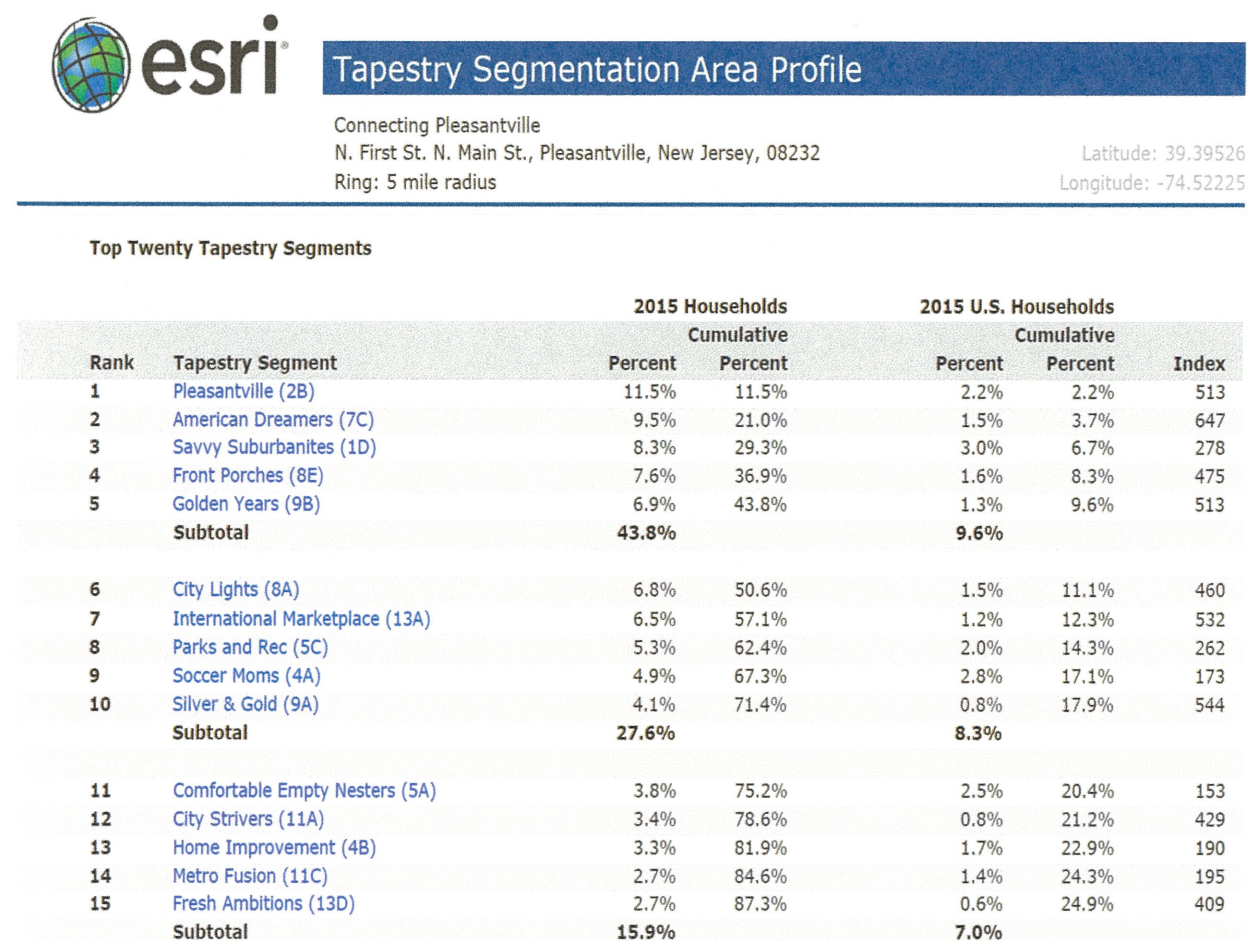 esri
Tapestry Segmentation Area Profile
Connecting Pleasantville
N. First St. N. Main St., Pleasantville, New Jersey, 08232 Latitude: 39.39526
Ring: 5 mile radius Longitude: -74.52225
Top Twenty Tapestry Segments
2015 Households 2015 U.S. Households
Cumulative Cumulative
Rank Tapestry Segment Percent Percent Percent Percent Index
1 Pleasantville (2B) 11.5% 11.5% 2.2% 2.2% 513
2 American Dreamers (7C) 9.5% 21.0% 1.5% 3.7% 647
3 Savvy Suburbanites (1D) 8.3% 29.3% 3.0% 6.7% 278
4 Front Porches (8E) 7.6% 36.9% 1.6% 8.3% 475
5 Golden Years (9B) 6.9% 43.8% 1.3% 9.6% 513
Subtotal 43.8% 9.6%
6 City Lights (8A) 6.8% 50.6% 1.5% 11.1% 460
7 International Marketplace (13A) 6.5% 57.1% 1.2% 12.3% 532
8 Parks and Rec (5C) 5.3% 62.4% 2.0% 14.3% 262
9 Soccer Moms (4A) 4.9% 67.3% 2.8% 17.1% 173
10 Silver & Gold (9A) 4.1% 71.4% 0.8% 17.9% 544
Subtotal 27.6% 8.3%
11 Comfortable Empty Nesters (5A) 3.8% 75.2% 2.5% 20.4% 153
12 City Strivers (11A) 3.4% 78.6% 0.8% 21.2% 429
13 Home Improvement (4B) 3.3% 81.9% 1.7% 22.9% 190
14 Metro Fusion (11C) 2.7% 84.6% 1.4% 24.3% 195
15 Fresh Ambitions (13D) 2.7% 87.3% 0.6% 24.9% 409
Subtotal 15.9% 7.0%